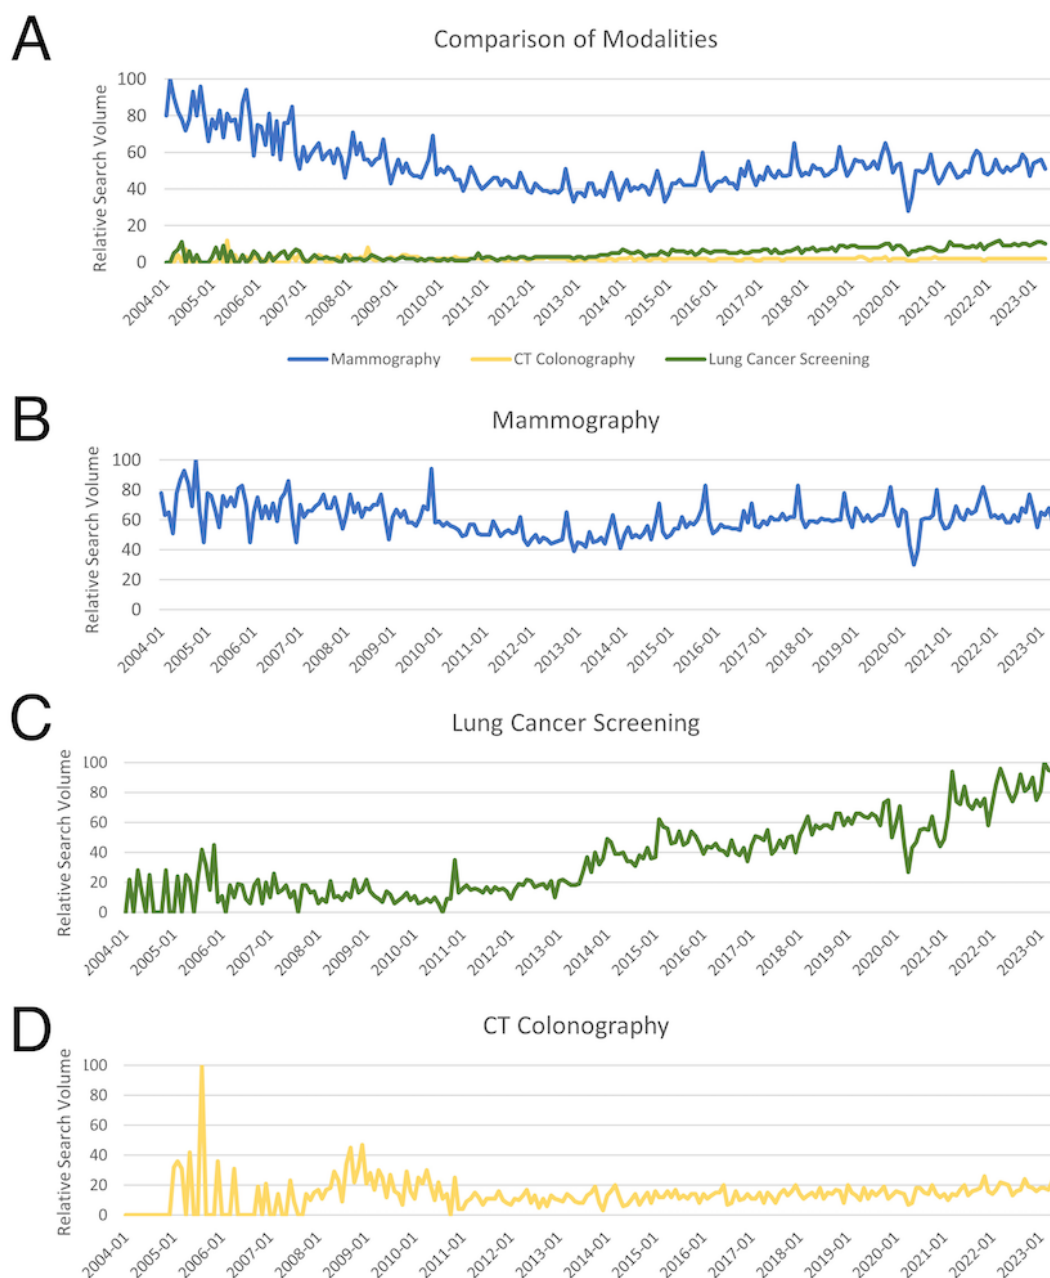 A
Comparison of Modalities
Relative Search Volume
100
80
60
40
20
0
2004-01 2005-01 2006-01 2007-01 2008-01 2009-01 2010-01 2011-01 2012-01 2013-01 2014-01 2015-01 2016-01 2017-01 2018-01 2019-01 2020-01 2021-01 2022-01 2023-01
Mammography CT Colonography Lung Cancer Screening
B
Mammography
Relative Search Volume
100
80
60
40
20
0
2004-01 2005-01 2006-01 2007-01 2008-01 2009-01 2010-01 2011-01 2012-01 2013-01 2014-01 2015-01 2016-01 2017-01 2018-01 2019-01 2020-01 2021-01 2022-01 2023-01
C
Lung Cancer Screening
Relative Search Volume
100
80
60
40
20
0
2004-01 2005-01 2006-01 2007-01 2008-01 2009-01 2010-01 2011-01 2012-01 2013-01 2014-01 2015-01 2016-01 2017-01 2018-01 2019-01 2020-01 2021-01 2022-01 2023-01
D
CT Colonography
Relative Search Volume
100
80
60
40
20
0
2004-01 2005-01 2006-01 2007-01 2008-01 2009-01 2010-01 2011-01 2012-01 2013-01 2014-01 2015-01 2016-01 2017-01 2018-01 2019-01 2020-01 2021-01 2022-01 2023-01